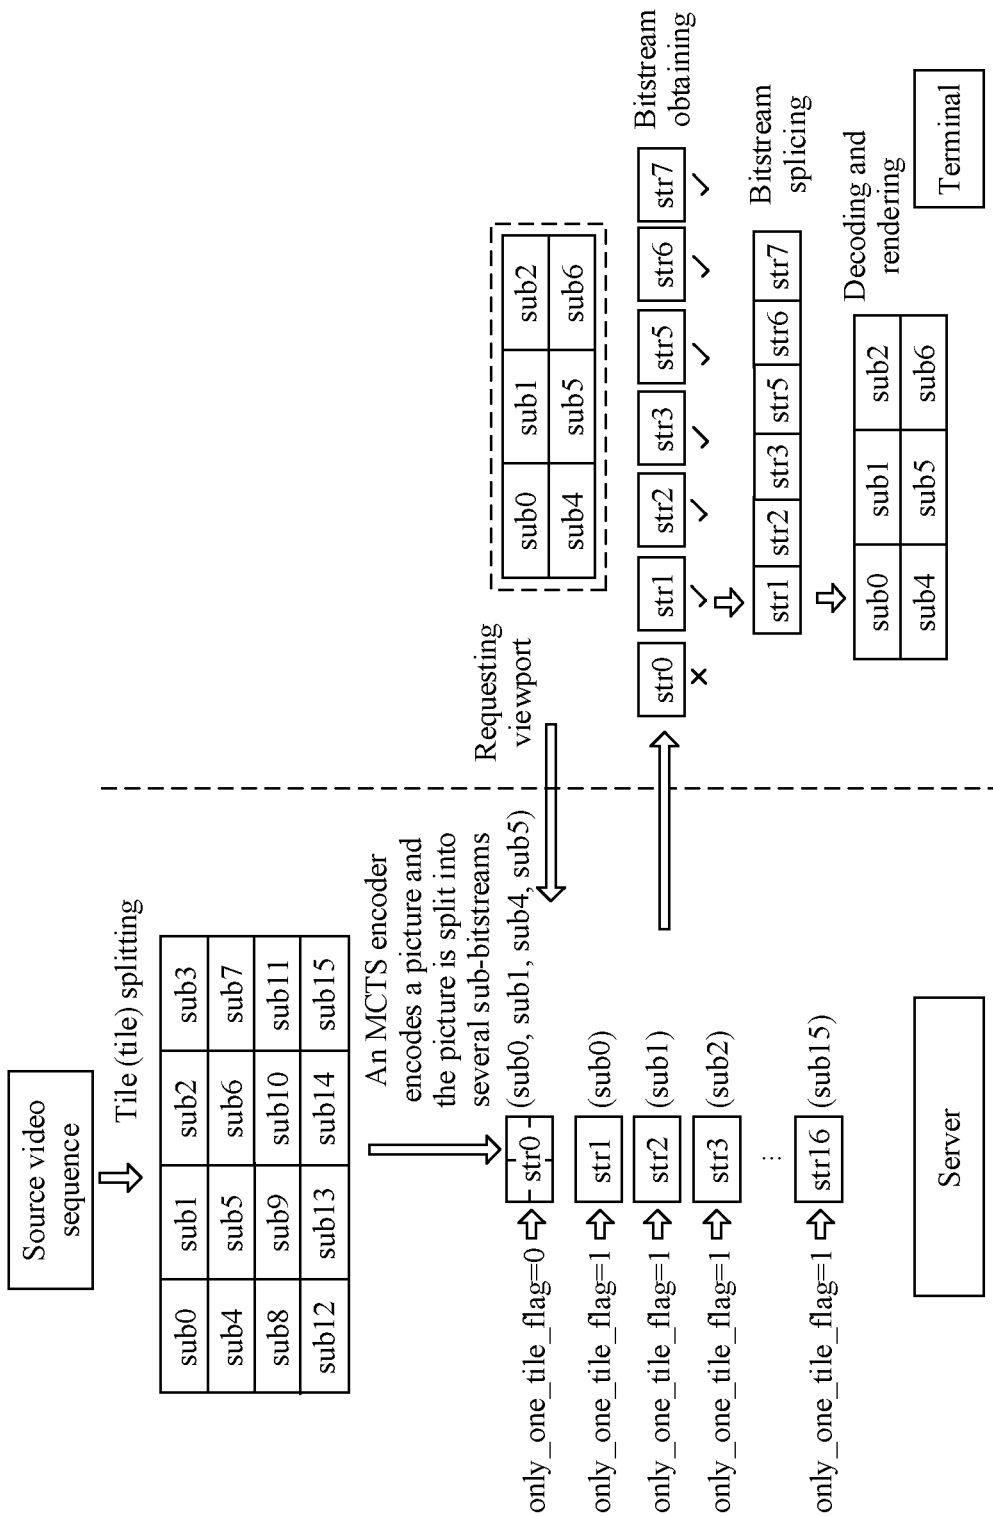 Source video
sequence
Tile (tile) splitting
sub0 sub1 sub2 sub3
sub4 sub5 sub6 sub7
sub8 sub9 sub10 sub11
sub12 sub13 sub14 sub15
An MCTS encoder
encodes a picture and
the picture is split into
several sub-bitstreams
only_one_tile_flag=0 str0 (sub0, sub1, sub4, sub5)
only_one_tile_flag=1 str1 (sub0)
only_one_tile_flag=1 str2 (sub1)
only_one_tile_flag=1 str3 (sub2)
...
only_one_tile_flag=1 str16 (sub15)
Server
Requesting
viewport
sub0 sub1 sub2
sub4 sub5 sub6
str0 str1 str2 str3 str5 str6 str7
Bitstream
obtaining
str1 str2 str3 str5 str6 str7
Bitstream
splicing
sub0 sub1 sub2
sub4 sub5 sub6
Decoding and
rendering
Terminal